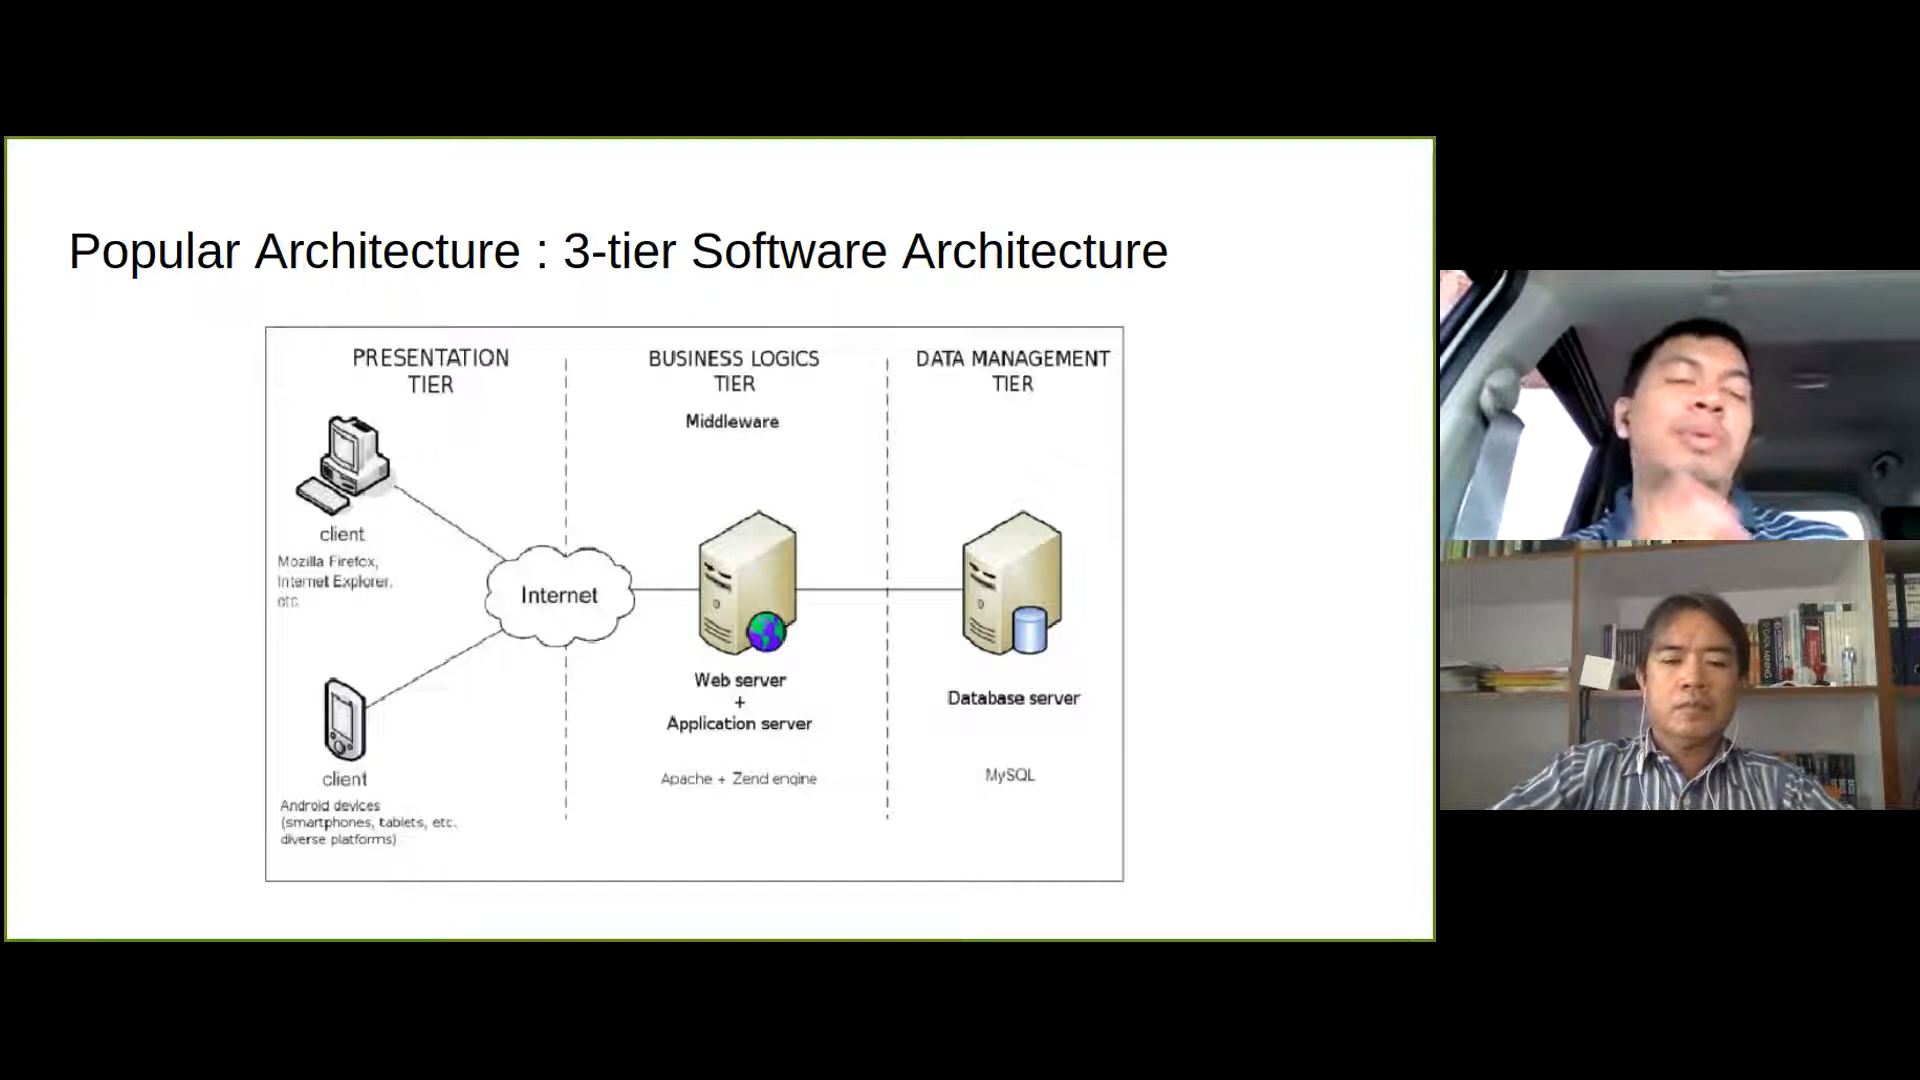 Popular Architecture : 3-tier Software Architecture
PRESENTATION
TIER
BUSINESS LOGICS
TIER
DATA MANAGEMENT
TIER
Middleware
client
Mozilla Firefox,
Internet Explorer,
etc.
Internet
Web server
+
Application server
Apache + Zend engine
Database server
MySQL
client
Android devices
(smartphones, tablets, etc.
diverse platforms)
DATA MINING